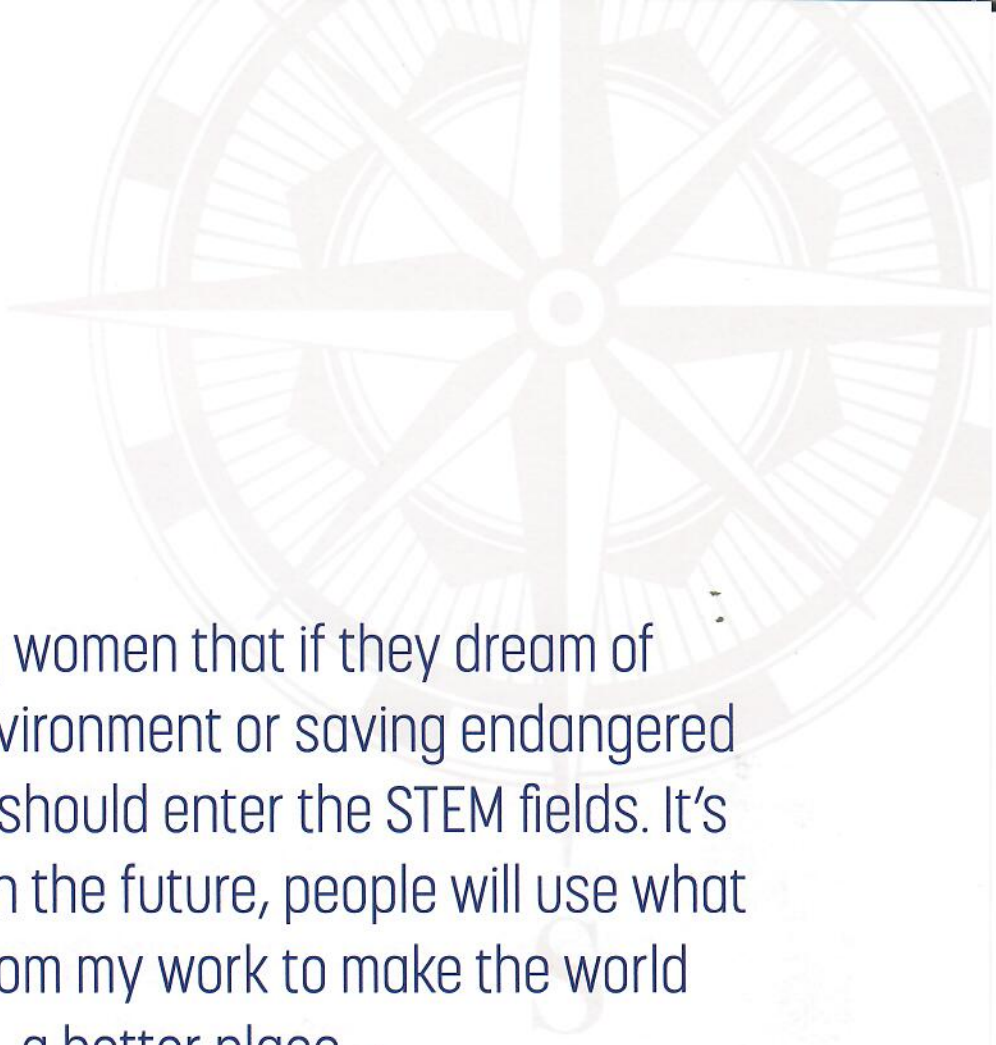 women that if they dream of
vironment or saving endangered
should enter the STEM fields. It's
n the future, people will use what
om my work to make the world
a better place
S